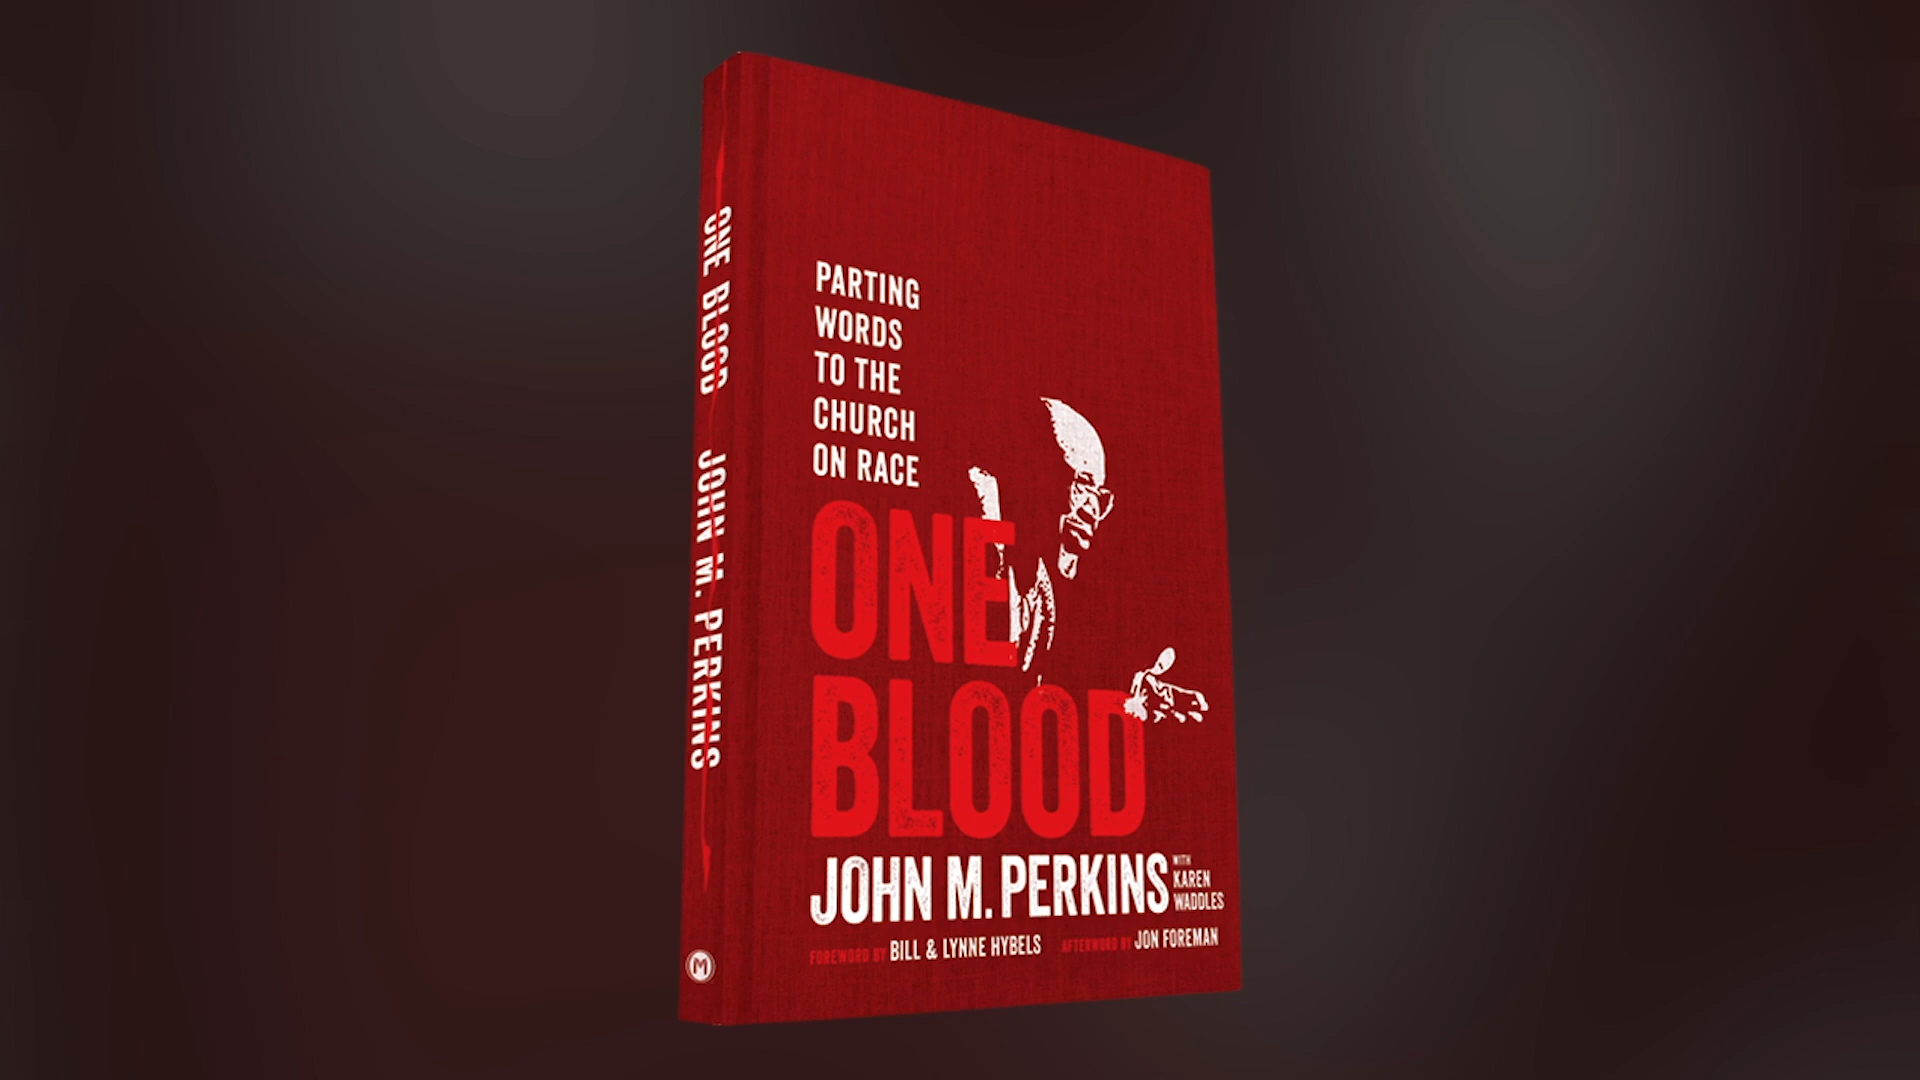 ONE BLOOD JOHN M. PERKINS
M
PARTING
WORDS
TO THE
CHURCH
ON RACE
ONE
BLOOD
JOHN M. PERKINS WITH
KAREN
WADDLES
FOREWORD BY BILL & LYNNE HYBELS AFTERWORD BY JON FOREMAN